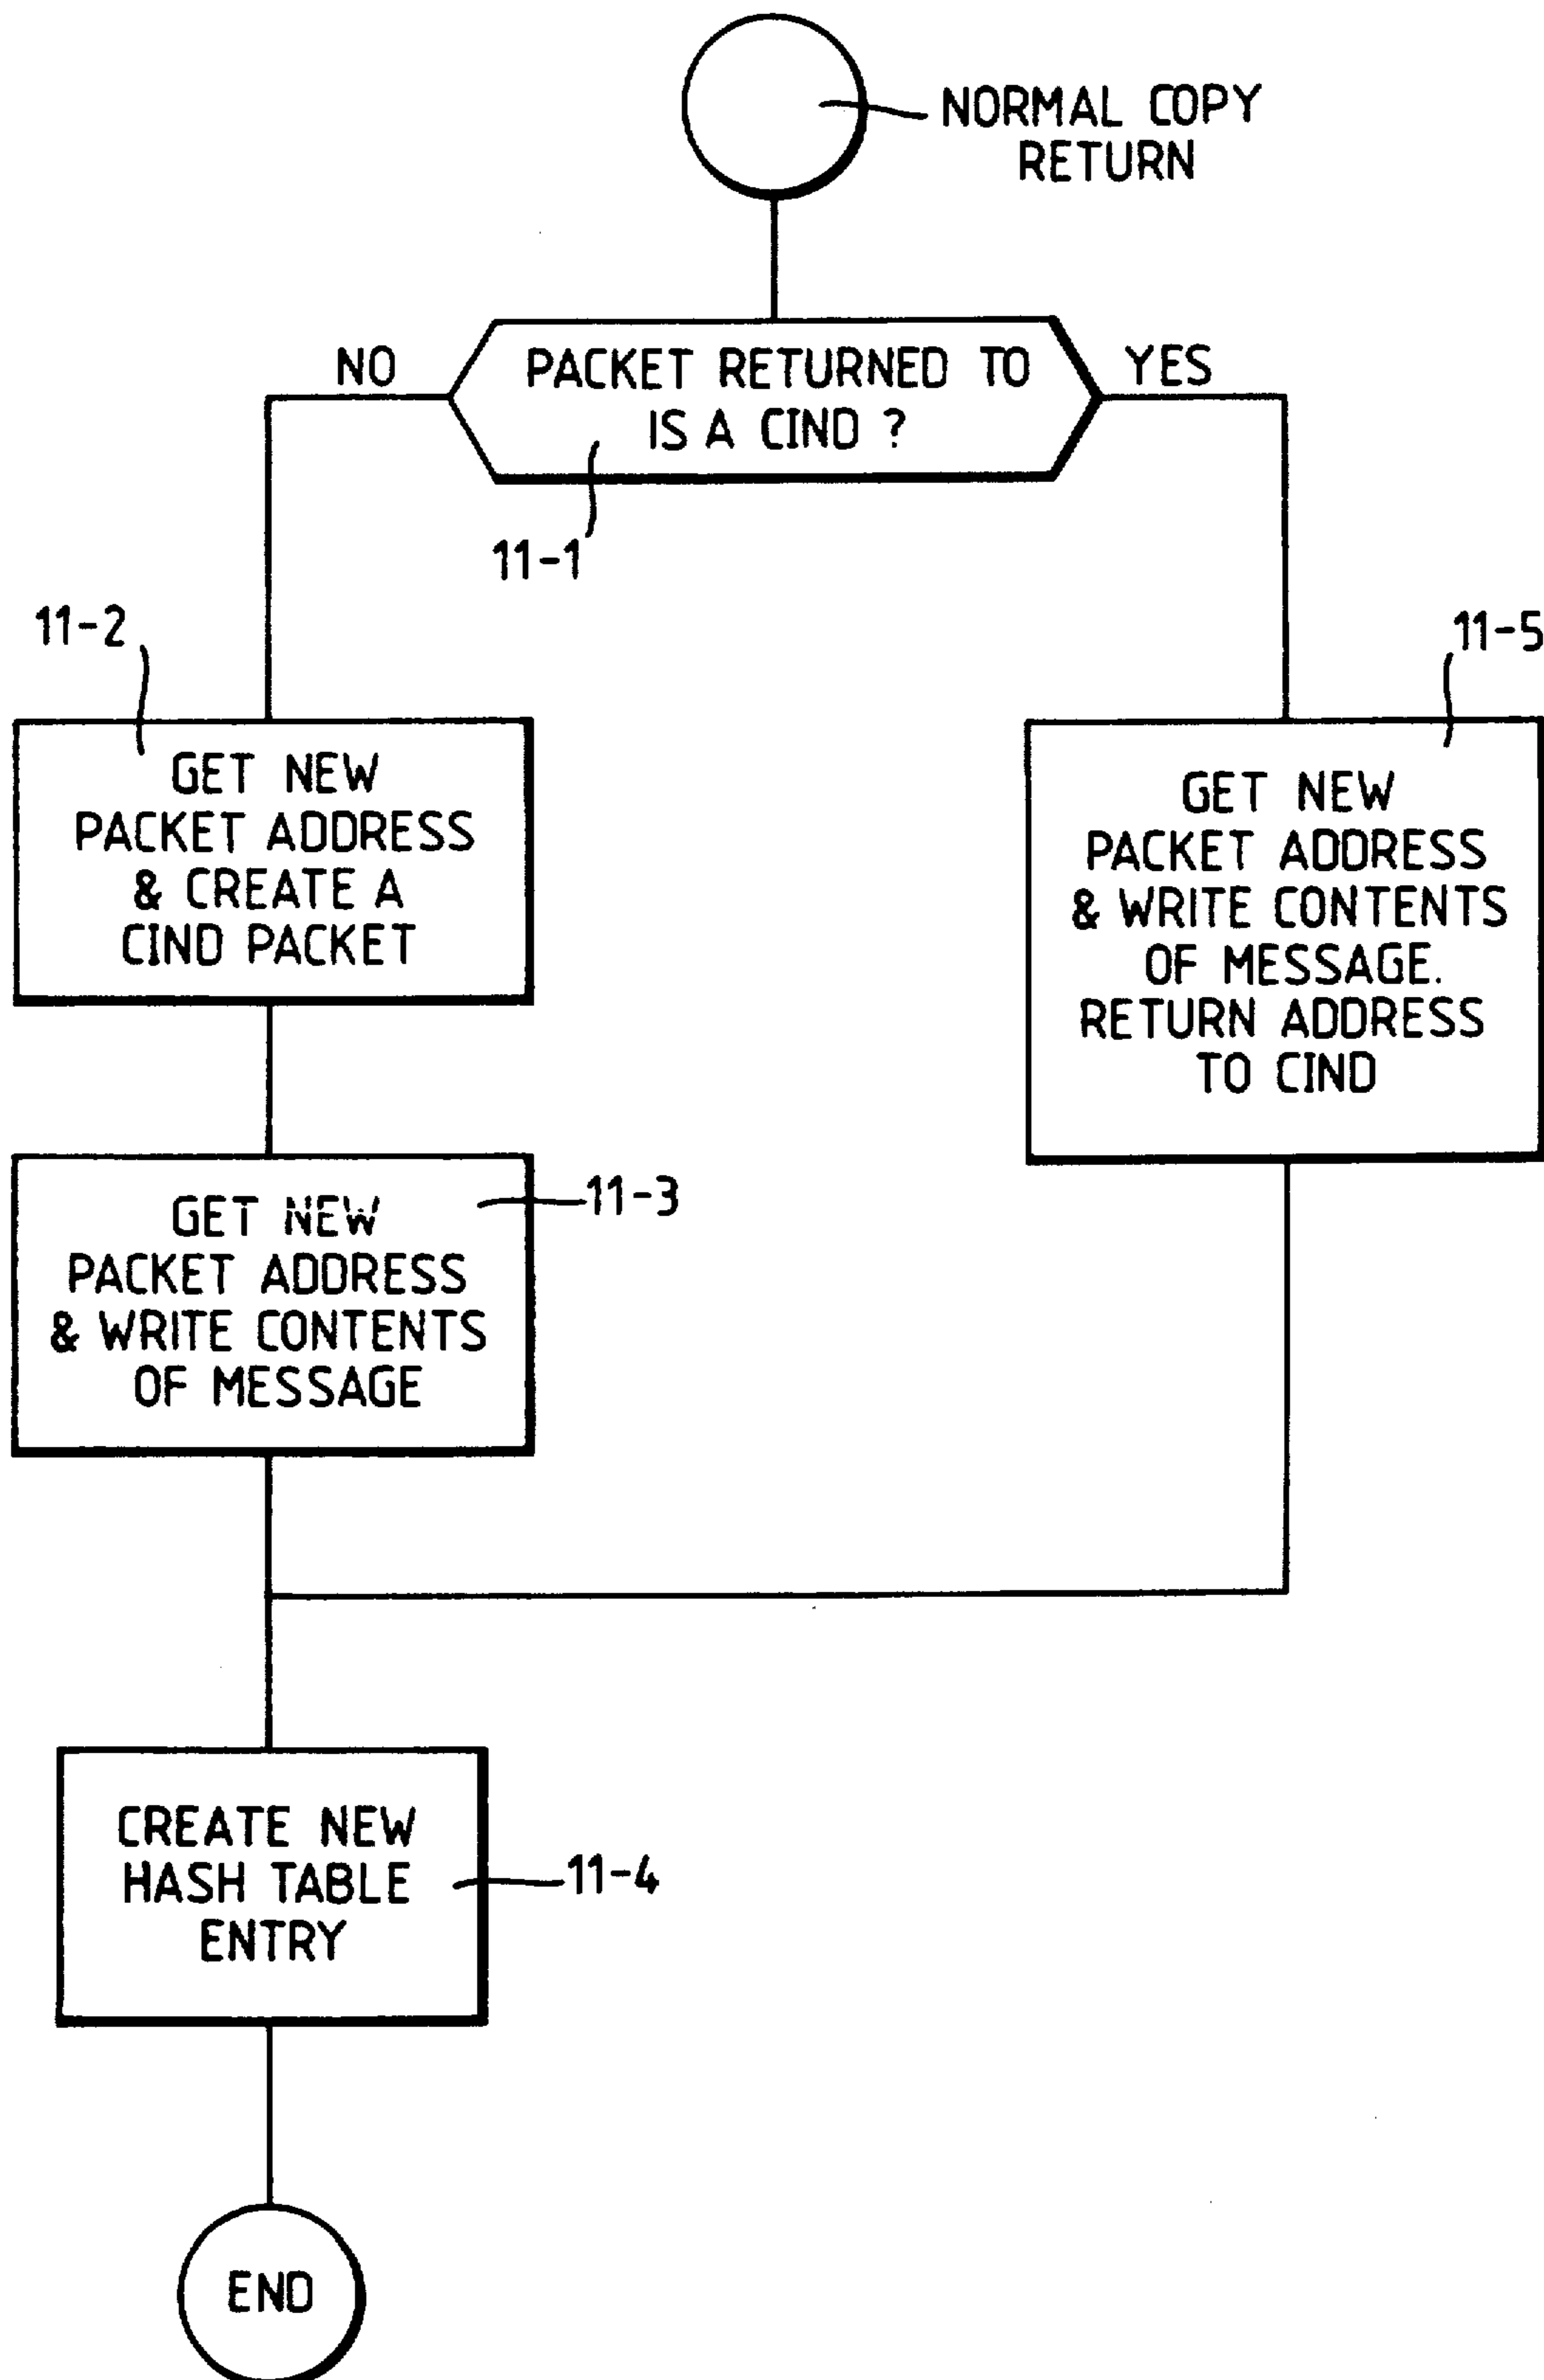 NORMAL COPY
RETURN
NO
PACKET RETURNED TO
IS A CIND ?
YES
11-1
11-2
GET NEW
PACKET ADDRESS
& CREATE A
CIND PACKET
11-5
GET NEW
PACKET ADDRESS
& WRITE CONTENTS
OF MESSAGE.
RETURN ADDRESS
TO CIND
GET NEW
PACKET ADDRESS
& WRITE CONTENTS
OF MESSAGE
11-3
CREATE NEW
HASH TABLE
ENTRY
11-4
END